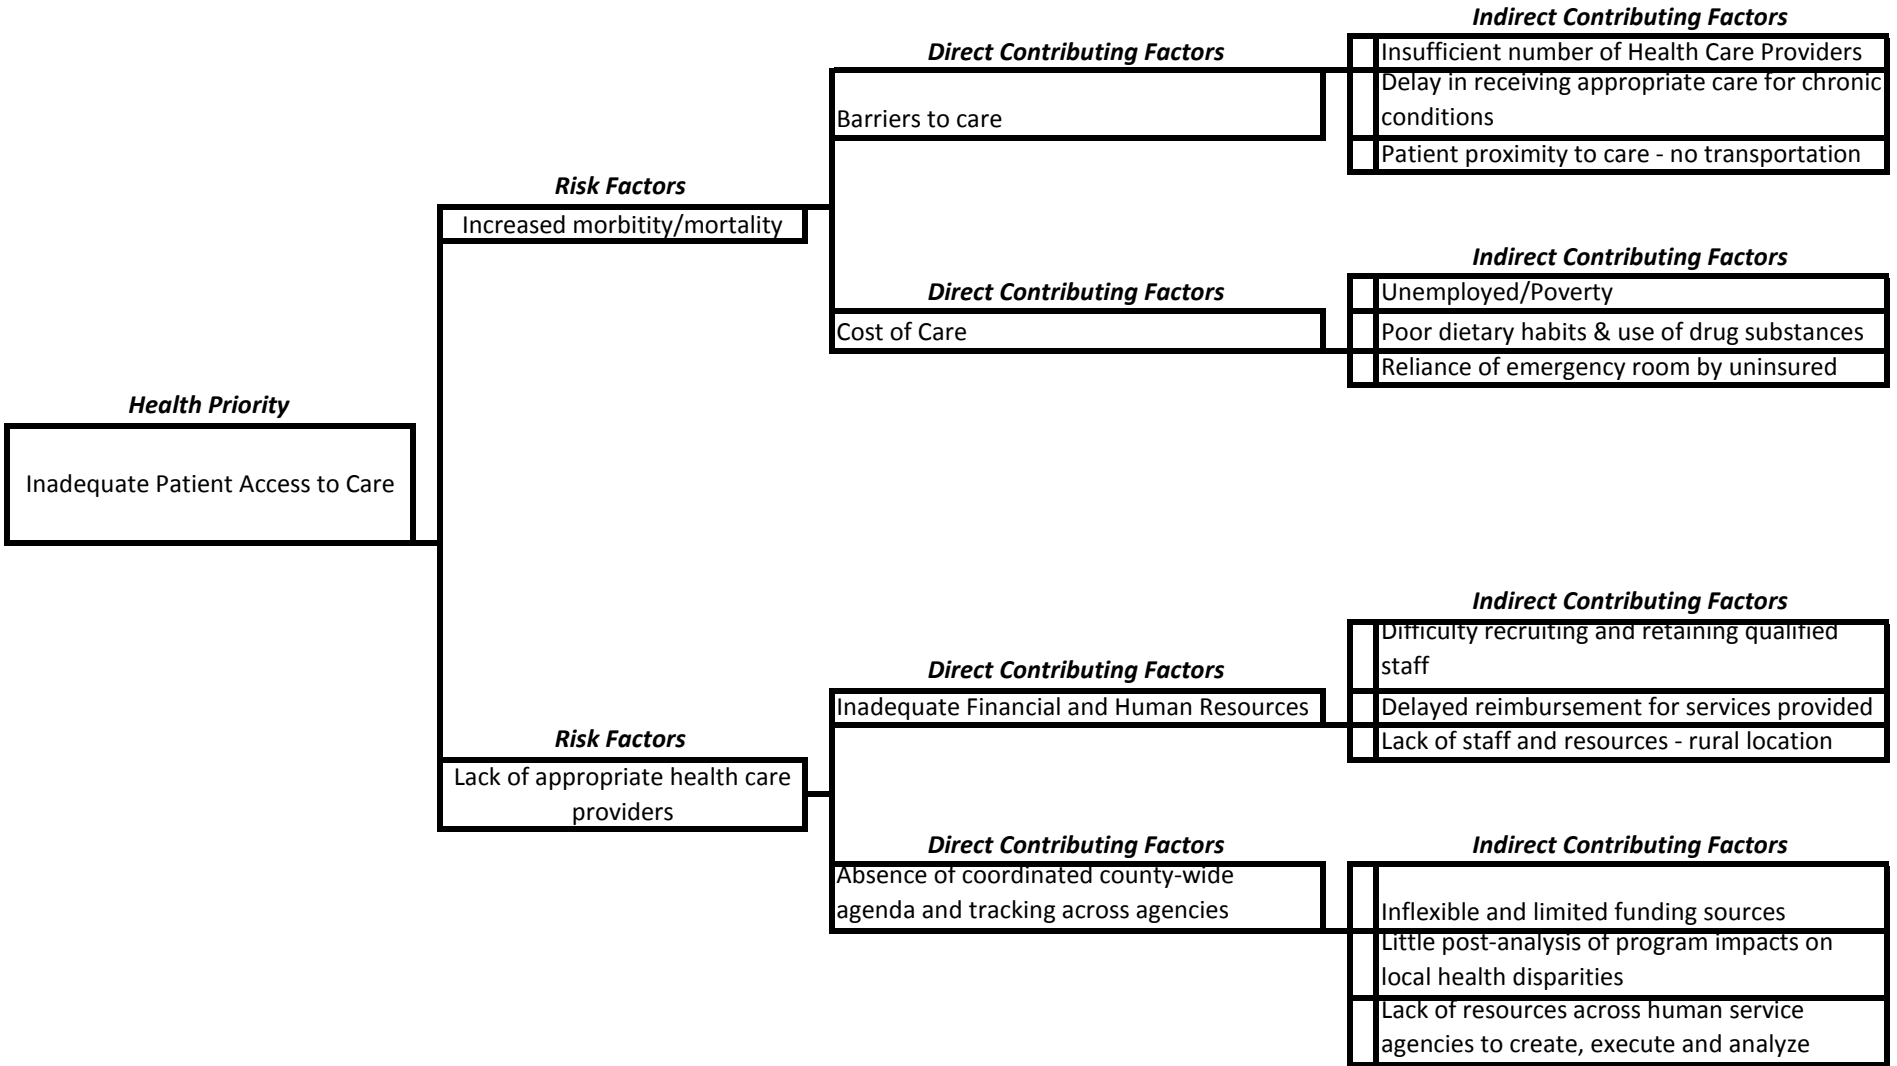 Indirect Contributing Factors
Direct Contributing Factors
Insufficient number of Health Care Providers
Barriers to care
Delay in receiving appropriate care for chronic
conditions
Patient proximity to care - no transportation
Risk Factors
Increased morbitity/mortality
Indirect Contributing Factors
Direct Contributing Factors
Unemployed/Poverty
Cost of Care
Poor dietary habits & use of drug substances
Reliance of emergency room by uninsured
Health Priority
Inadequate Patient Access to Care
Indirect Contributing Factors
Difficulty recruiting and retaining qualified
staff
Direct Contributing Factors
Inadequate Financial and Human Resources
Delayed reimbursement for services provided
Risk Factors
Lack of staff and resources - rural location
Lack of appropriate health care
providers
Direct Contributing Factors
Indirect Contributing Factors
Absence of coordinated county-wide
agenda and tracking across agencies
Inflexible and limited funding sources
Little post-analysis of program impacts on
local health disparities
Lack of resources across human service
agencies to create, execute and analyze